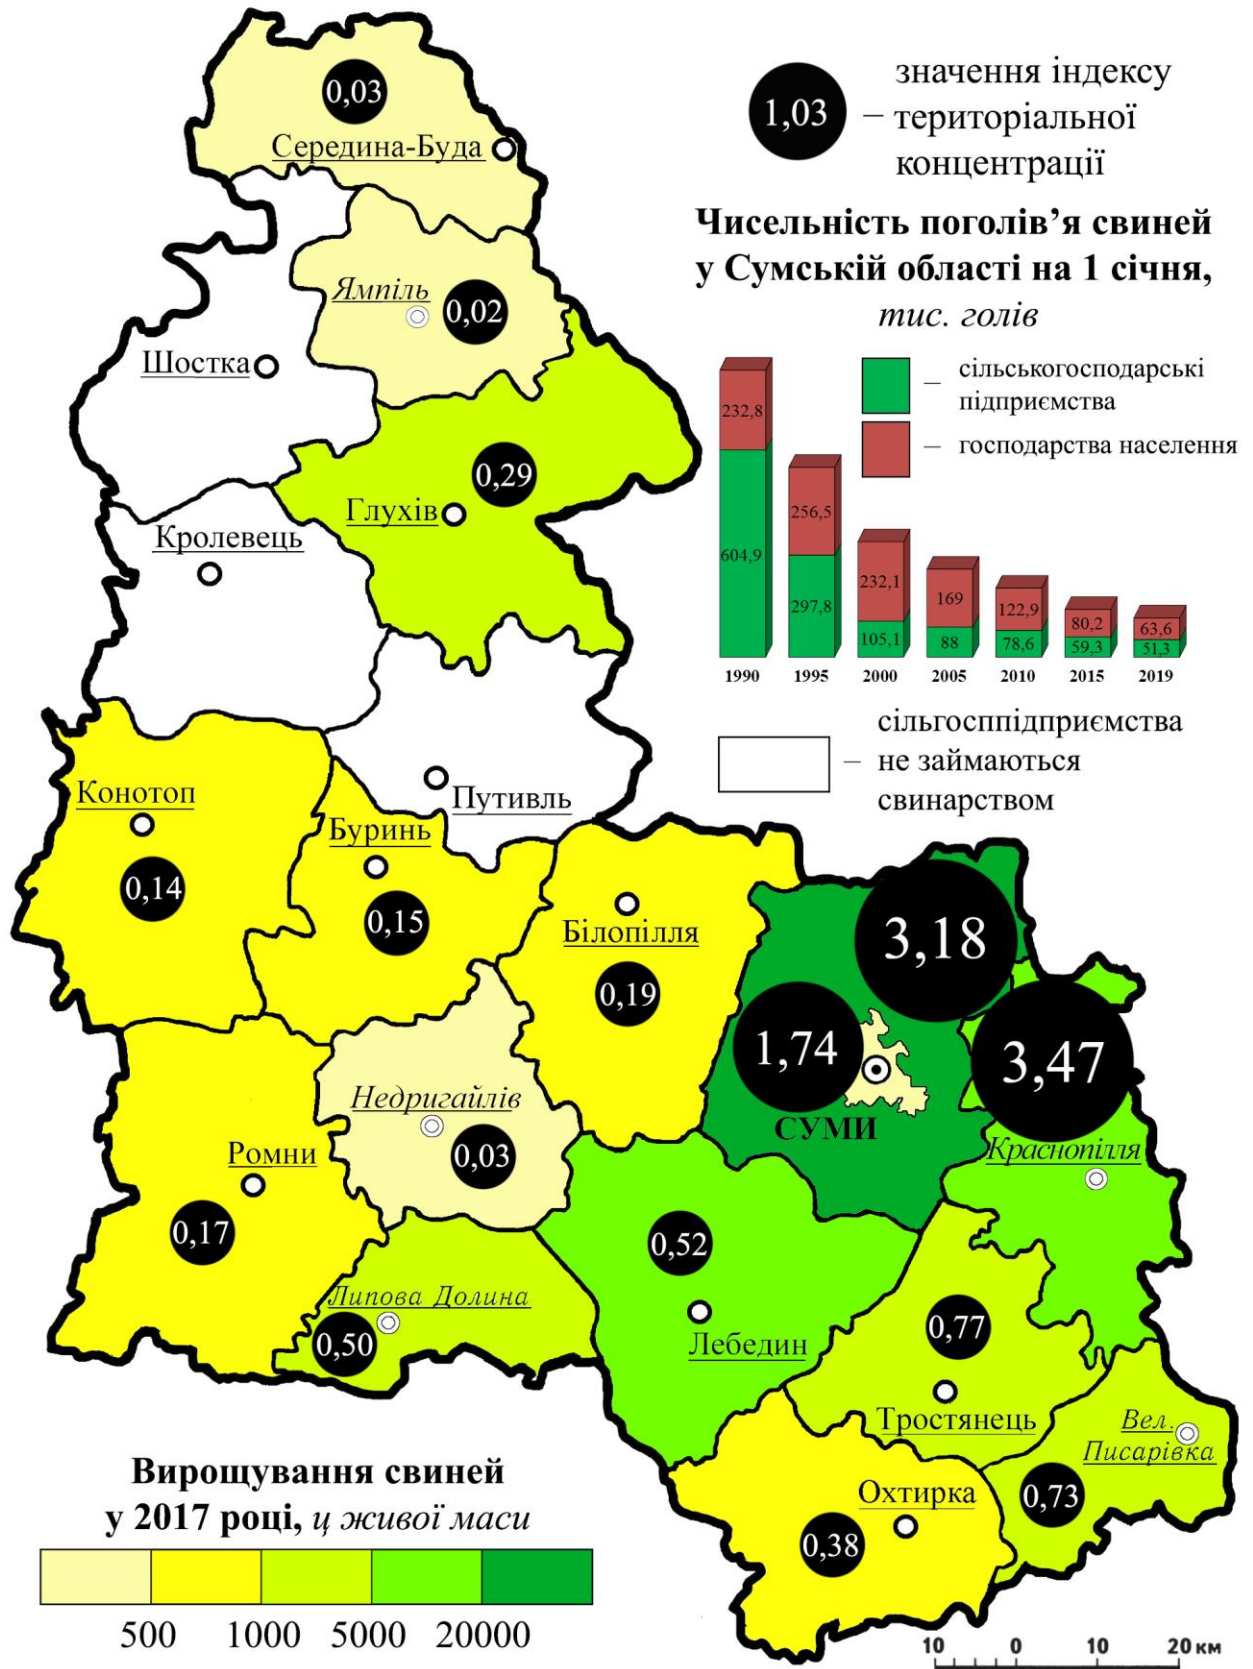 1,03
–
значення індексу
територіальної
концентрації
Чисельність поголів’я свиней
у Сумській області на 1 січня,
тис. голів
– сільськогосподарські
підприємства
– господарства населення
232,8
604,9
256,5
297,8
232,1
105,1
169
88
122,9
78,6
80,2
59,3
63,6
51,3
1990 1995 2000 2005 2010 2015 2019
сільгосппідприємства
– не займаються
свинарством
0,03
Середина-Буда
Ямпіль
0,02
Шостка
0,29
Глухів
Кролевець
Конотоп
0,14
Путивль
Буринь
0,15
Білопілля
0,19
3,18
1,74
3,47
СУМИ
Краснопілля
Недригайлів
0,03
Ромни
0,17
Липова Долина
0,50
0,52
Лебедин
0,77
Тростянець
Вел.
Писарівка
0,73
Охтирка
0,38
Вирощування свиней
у 2017 році, ц живої маси
500 1000 5000 20000
10 0 10 20 км